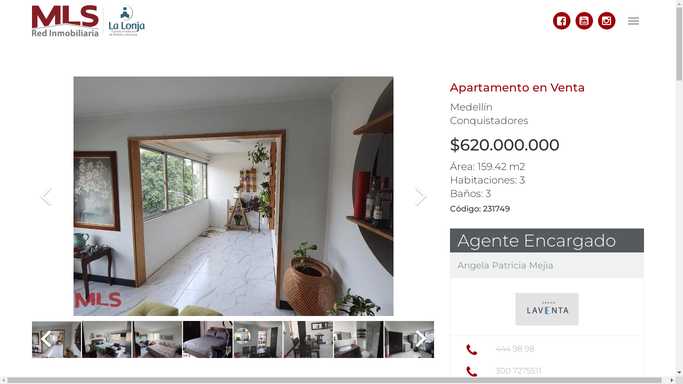 MLS
Red Inmobiliaria
La Lonja
Apartamento en Venta
Medellín
Conquistadores
$620.000.000
Área: 159.42 m2
Habitaciones: 3
Baños: 3
Código: 231749
MLS
Agente Encargado
Angela Patricia Mejia
LAVENTA
444 98 98
300 7275511